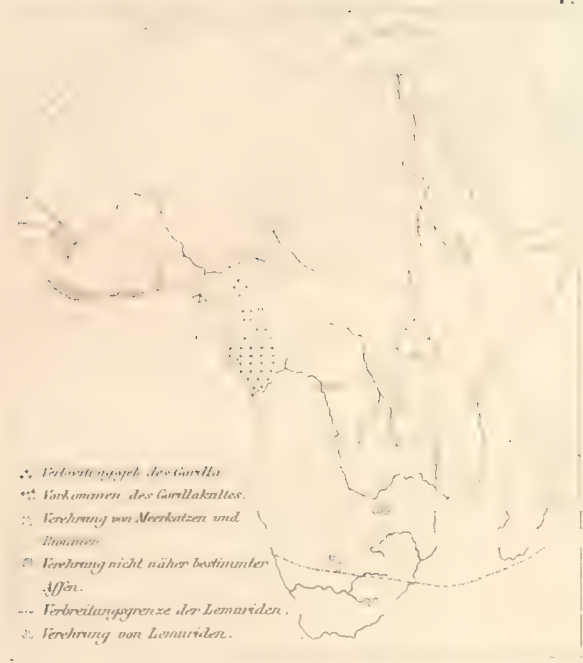 des Gorilla
Vorkommen des Gorillakultes.
Verehrung von Meerkatzen und
Verehrung nicht näher bestimmter
Affen.
Verbreitungsgrenze der Lemuriden.
Verehrung von Lemuriden.